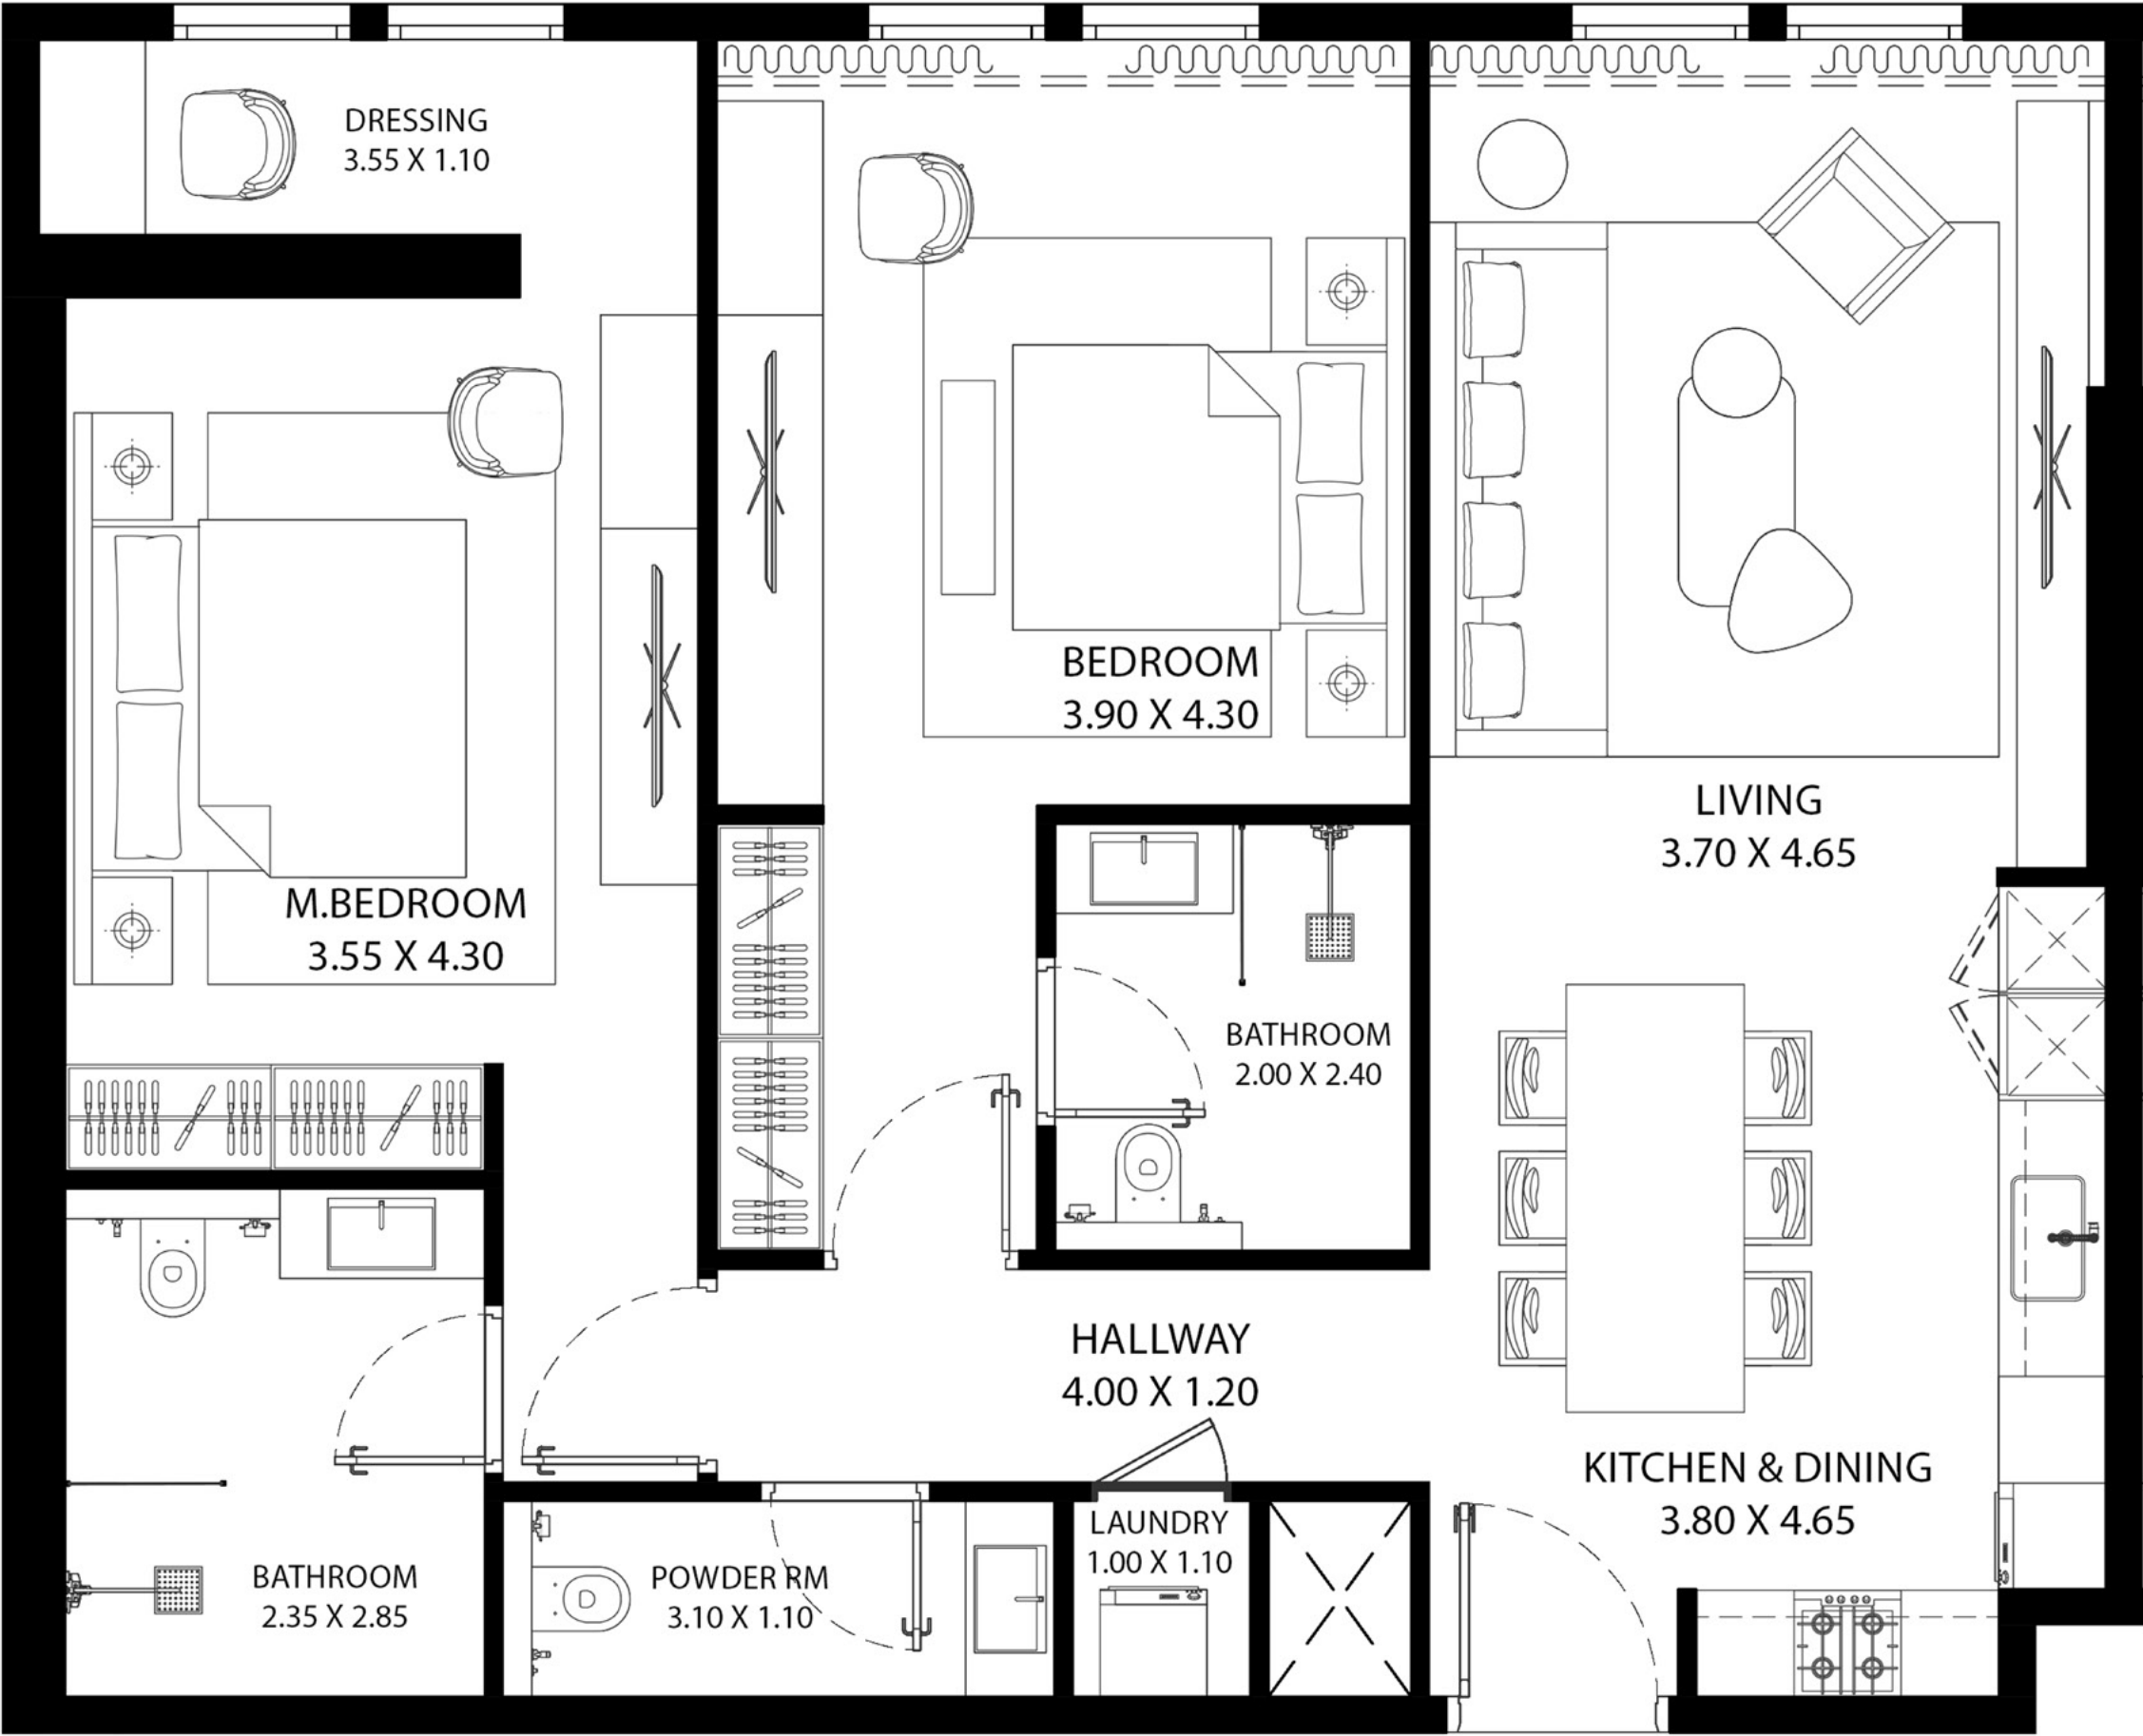 DRESSING
3.55 X 1.10
BEDROOM
3.90 X 4.30
LIVING
3.70 X 4.65
M.BEDROOM
3.55 X 4.30
BATHROOM
2.00 X 2.40
HALLWAY
4.00 X 1.20
KITCHEN & DINING
3.80 X 4.65
LAUNDRY
1.00 X 1.10
BATHROOM
2.35 X 2.85
POWDER RM
3.10 X 1.10